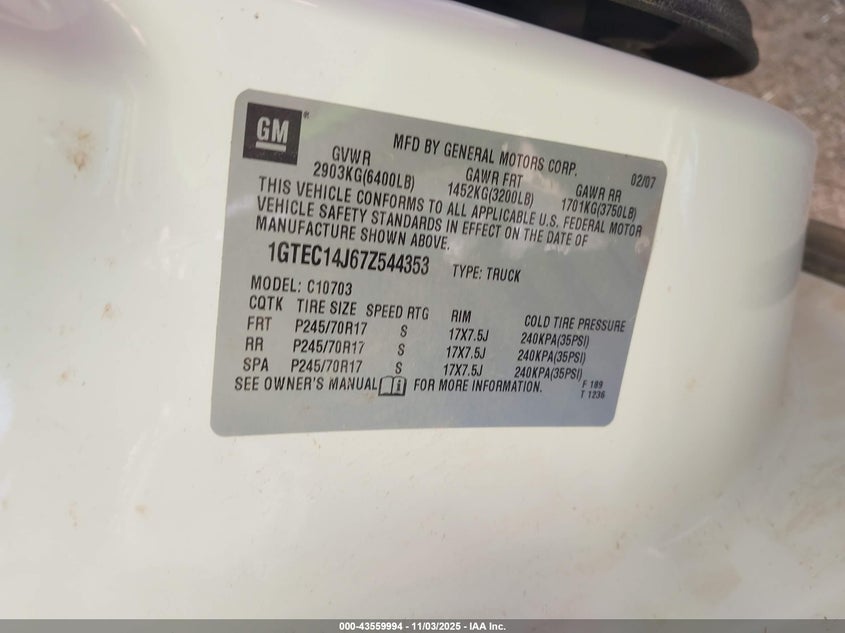 GM®
MFD BY GENERAL MOTORS CORP. 02/07
GVWR GAWR FRT GAWR RR
2903KG(6400LB) 1452KG(3200LB) 1701KG(3750LB)
THIS VEHICLE CONFORMS TO ALL APPLICABLE U.S. FEDERAL MOTOR
VEHICLE SAFETY STANDARDS IN EFFECT ON THE DATE OF
MANUFACTURE SHOWN ABOVE.
1GTEC14J67Z544353 TYPE: TRUCK
MODEL: C10703
CQTK TIRE SIZE SPEED RTG RIM COLD TIRE PRESSURE
FRT P245/70R17 S 17X7.5J 240KPA(35PSI)
RR P245/70R17 S 17X7.5J 240KPA(35PSI)
SPA P245/70R17 S 17X7.5J 240KPA(35PSI)
SEE OWNER'S MANUAL FOR MORE INFORMATION.
F 189
T 1236
000-43559994 | 11/03/2025 - IAA Inc.